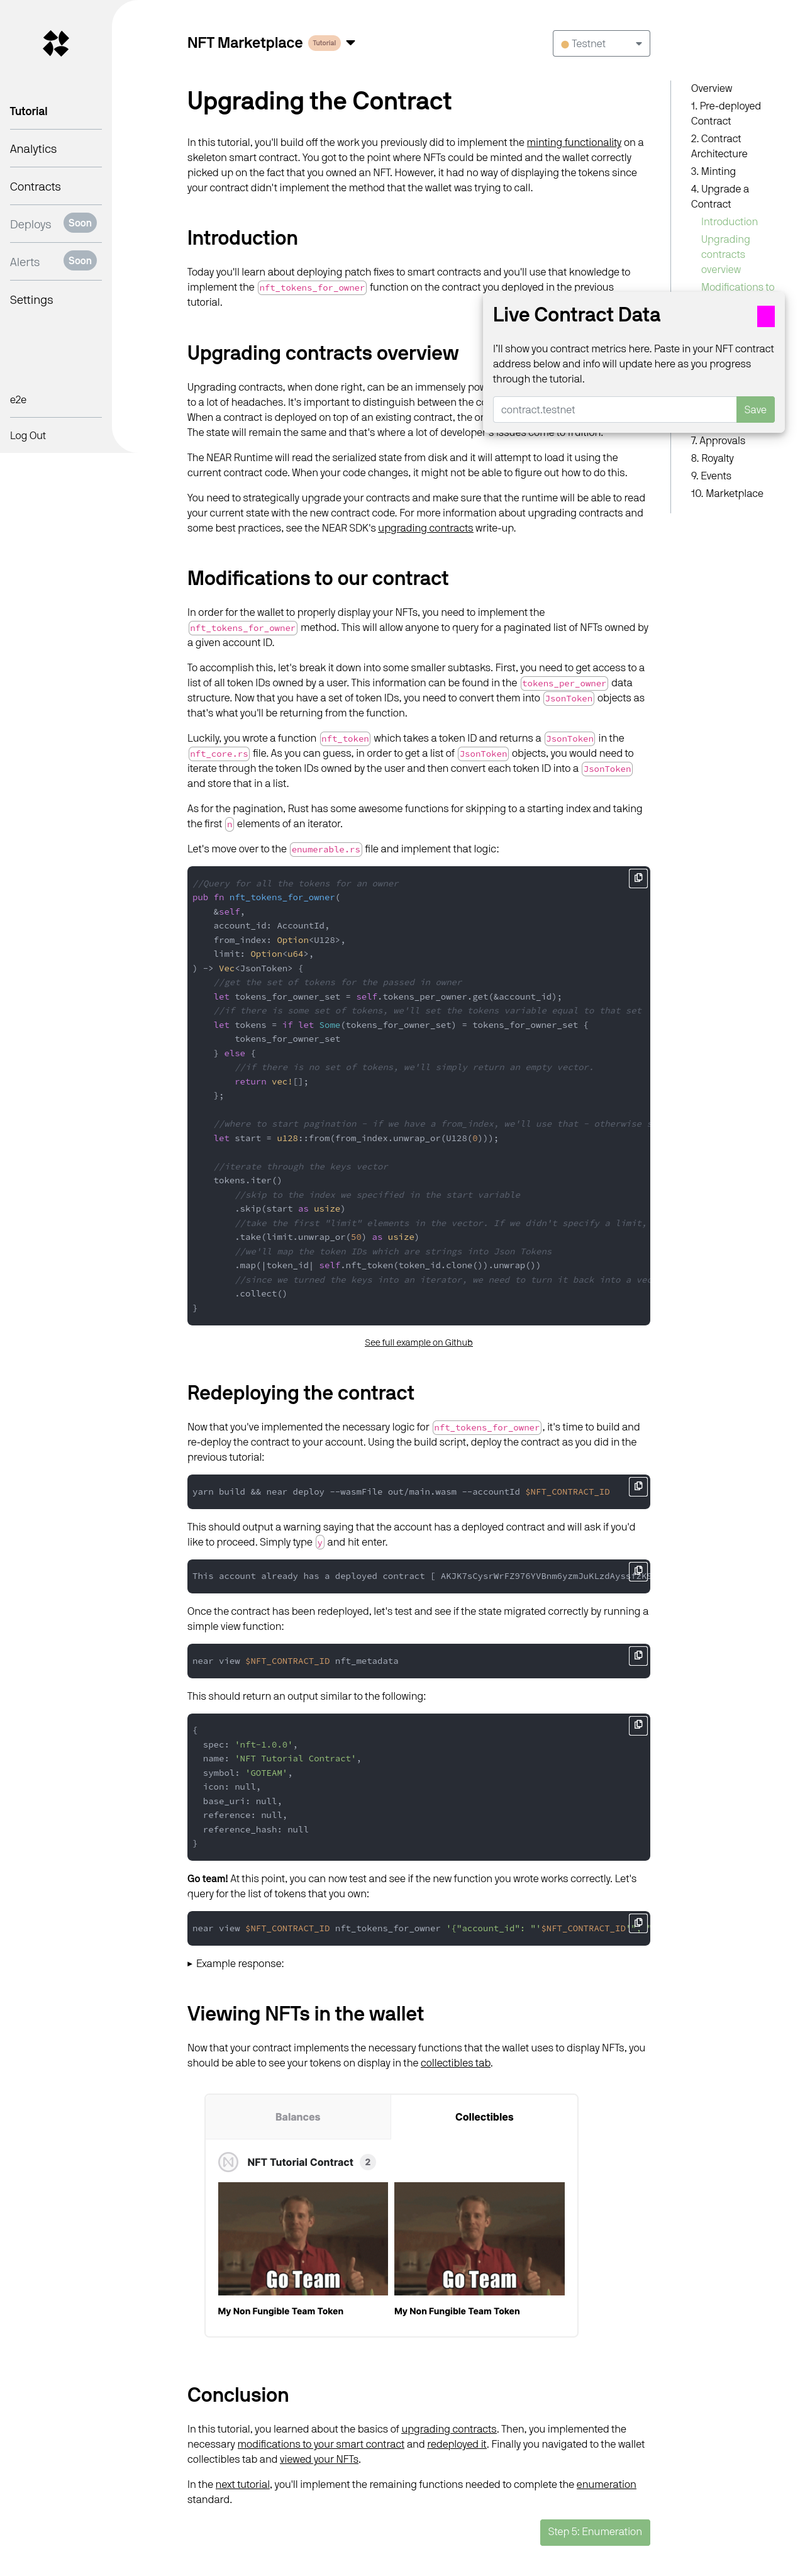 Tutorial
Analytics
Contracts
Deploys Soon
Alerts Soon
Settings
e2e
Log Out
NFT Marketplace Tutorial
Testnet
Upgrading the Contract
In this tutorial, you'll build off the work you previously did to implement the minting functionality on a
skeleton smart contract. You got to the point where NFTs could be minted and the wallet correctly
picked up on the fact that you owned an NFT. However, it had no way of displaying the tokens since
your contract didn't implement the method that the wallet was trying to call.
Introduction
Today you'll learn about deploying patch fixes to smart contracts and you'll use that knowledge to
implement the nft_tokens_for_owner function on the contract you deployed in the previous
tutorial.
Upgrading contracts overview
Upgrading contracts, when done right, can be an immensely pow
to a lot of headaches. It's important to distinguish between the co
When a contract is deployed on top of an existing contract, the on
The state will remain the same and that's where a lot of developer's issues come to fruition.
The NEAR Runtime will read the serialized state from disk and it will attempt to load it using the
current contract code. When your code changes, it might not be able to figure out how to do this.
You need to strategically upgrade your contracts and make sure that the runtime will be able to read
your current state with the new contract code. For more information about upgrading contracts and
some best practices, see the NEAR SDK's upgrading contracts write-up.
Modifications to our contract
In order for the wallet to properly display your NFTs, you need to implement the
nft_tokens_for_owner method. This will allow anyone to query for a paginated list of NFTs owned by
a given account ID.
To accomplish this, let's break it down into some smaller subtasks. First, you need to get access to a
list of all token IDs owned by a user. This information can be found in the tokens_per_owner data
structure. Now that you have a set of token IDs, you need to convert them into JsonToken objects as
that's what you'll be returning from the function.
Luckily, you wrote a function nft_token which takes a token ID and returns a JsonToken in the
nft_core.rs file. As you can guess, in order to get a list of JsonToken objects, you would need to
iterate through the token IDs owned by the user and then convert each token ID into a JsonToken
and store that in a list.
As for the pagination, Rust has some awesome functions for skipping to a starting index and taking
the first n elements of an iterator.
Let's move over to the enumerable.rs file and implement that logic:
//Query for all the tokens for an owner
pub fn nft_tokens_for_owner(
&self,
account_id: AccountId,
from_index: Option<U128>,
limit: Option<u64>,
) -> Vec<JsonToken> {
//get the set of tokens for the passed in owner
let tokens_for_owner_set = self.tokens_per_owner.get(&account_id);
//if there is some set of tokens, we'll set the tokens variable equal to that set
let tokens = if let Some(tokens_for_owner_set) = tokens_for_owner_set {
tokens_for_owner_set
} else {
//if there is no set of tokens, we'll simply return an empty vector.
return vec![];
};
//where to start pagination - if we have a from_index, we'll use that - otherwise s
let start = u128::from(from_index.unwrap_or(U128(0)));
//iterate through the keys vector
tokens.iter()
//skip to the index we specified in the start variable
.skip(start as usize)
//take the first "limit" elements in the vector. If we didn't specify a limit,
.take(limit.unwrap_or(50) as usize)
//we'll map the token IDs which are strings into Json Tokens
.map(|token_id| self.nft_token(token_id.clone()).unwrap())
//since we turned the keys into an iterator, we need to turn it back into a vec
.collect()
}
See full example on Github
Redeploying the contract
Now that you've implemented the necessary logic for nft_tokens_for_owner, it's time to build and
re-deploy the contract to your account. Using the build script, deploy the contract as you did in the
previous tutorial:
yarn build && near deploy --wasmFile out/main.wasm --accountId $NFT_CONTRACT_ID
This should output a warning saying that the account has a deployed contract and will ask if you'd
like to proceed. Simply type y and hit enter.
This account already has a deployed contract [
Once the contract has been redeployed, let's test and see if the state migrated correctly by running a
simple view function:
near view $NFT_CONTRACT_ID nft_metadata
This should return an output similar to the following:
{
spec: 'nft-1.0.0',
name: 'NFT Tutorial Contract',
symbol: 'GOTEAM',
icon: null,
base_uri: null,
reference: null,
reference_hash: null
}
Go team! At this point, you can now test and see if the new function you wrote works correctly. Let's
query for the list of tokens that you own:
near view $NFT_CONTRACT_ID nft_tokens_for_owner '{"account_id": "'$NFT_CONTRACT_ID'"
Example response:
Viewing NFTs in the wallet
Now that your contract implements the necessary functions that the wallet uses to display NFTs, you
should be able to see your tokens on display in the collectibles tab.
Balances Collectibles
NFT Tutorial Contract 2
Go Team Go Team
My Non Fungible Team Token My Non Fungible Team Token
Conclusion
In this tutorial, you learned about the basics of upgrading contracts. Then, you implemented the
necessary modifications to your smart contract and redeployed it. Finally you navigated to the wallet
collectibles tab and viewed your NFTs.
In the next tutorial, you'll implement the remaining functions needed to complete the enumeration
standard.
Step 5: Enumeration
Overview
1. Pre-deployed
Contract
2. Contract
Architecture
3. Minting
4. Upgrade a
Contract
Introduction
Upgrading
contracts
overview
Modifications to
7. Approvals
8. Royalty
9. Events
10. Marketplace
Live Contract Data
I'll show you contract metrics here. Paste in your NFT contract
address below and info will update here as you progress
through the tutorial.
contract.testnet Save